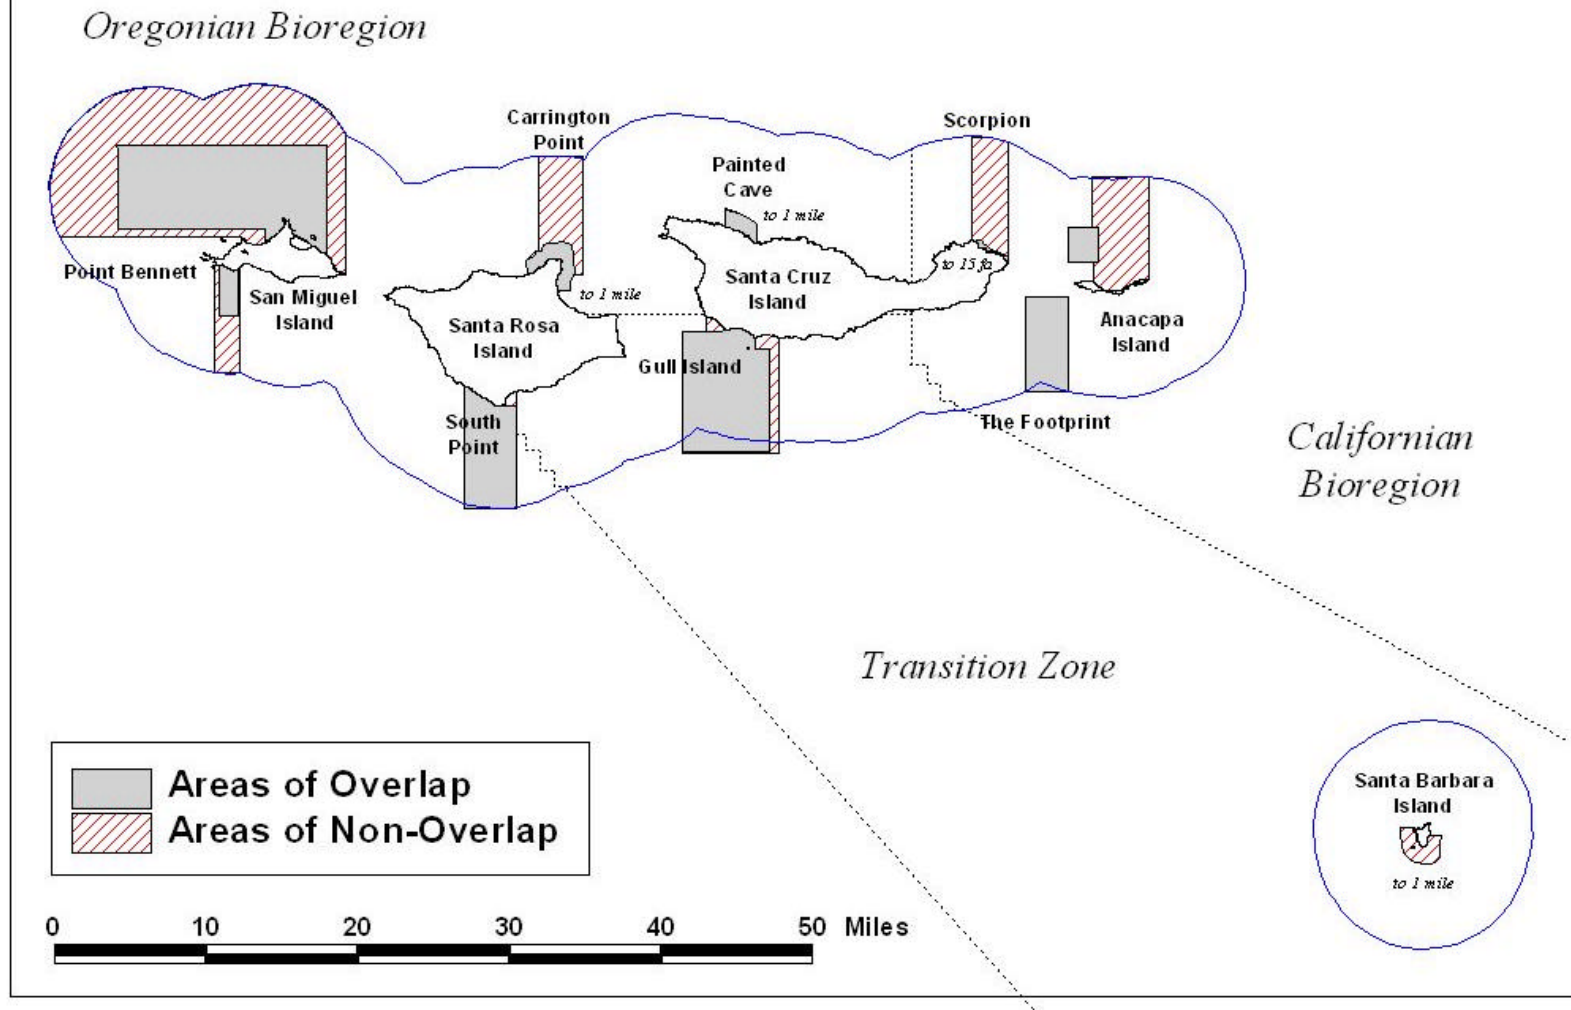 Oregonian Bioregion
Carrington
Point
Scorpion
Painted
Cave
to 1 mile
Point Bennett
San Miguel
Island
to 1 mile
Santa Cruz
Island
to 15 fa
Santa Rosa
Island
Gull Island
Anacapa
Island
South
Point
The Footprint
Californian
Bioregion
Transition Zone
Santa Barbara
Island
to 1 mile
Areas of Overlap
Areas of Non-Overlap
0 10 20 30 40 50 Miles